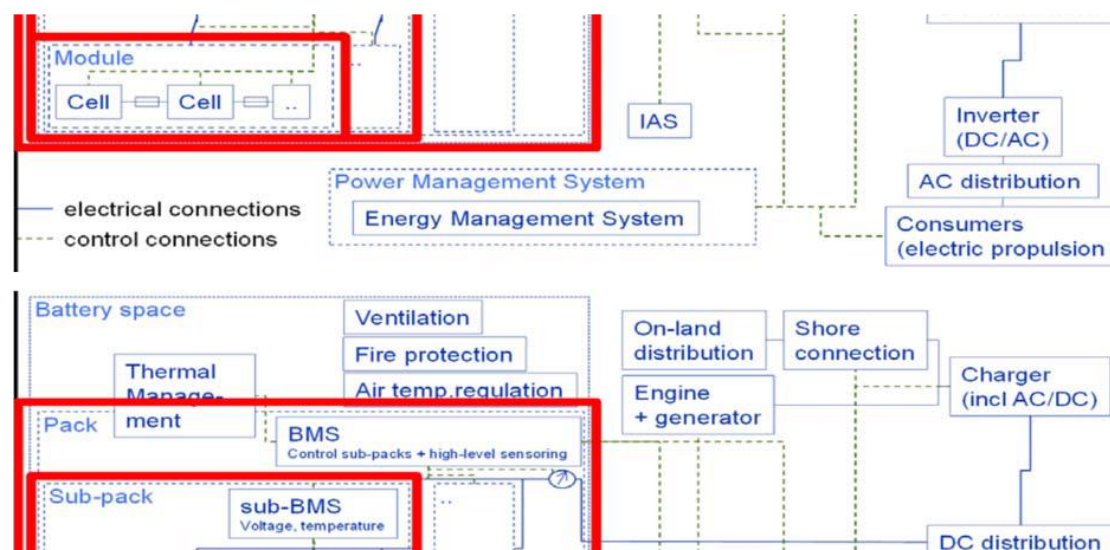 Module
..
Cell
Cell
..
IAS
Inverter
(DC/AC)
AC distribution
Consumers
(electric propulsion
Power Management System
Energy Management System
electrical connections
control connections
Battery space
Ventilation
Fire protection
Air temp.regulation
Thermal
Manage-
ment
On-land
distribution
Shore
connection
Engine
+ generator
Charger
(incl AC/DC)
Pack
BMS
Control sub-packs + high-level sensoring
Sub-pack
sub-BMS
Voltage, temperature
..
DC distribution